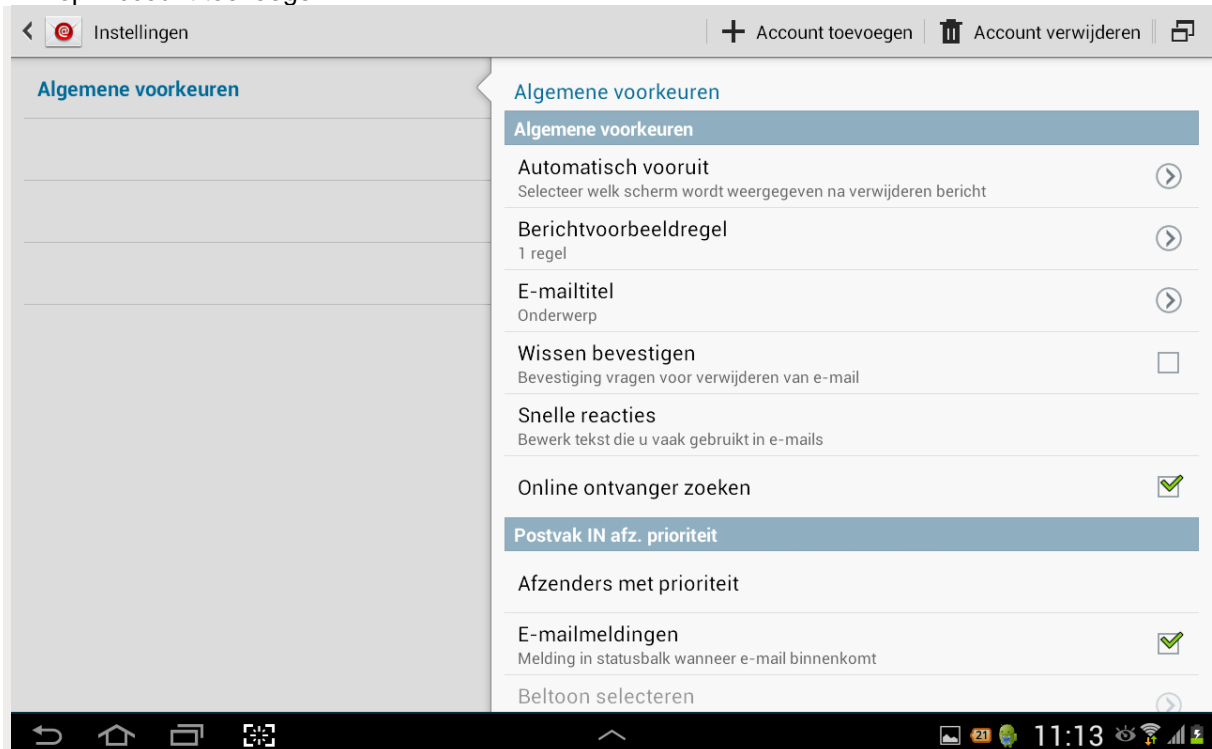 Instellingen
Account toevoegen
Account verwijderen
Algemene voorkeuren
Algemene voorkeuren
Algemene voorkeuren
Automatisch vooruit
Selecteer welk scherm wordt weergegeven na verwijderen bericht
Berichtvoorbeeldregel
1 regel
E-mailtitel
Onderwerp
Wissen bevestigen
Bevestiging vragen voor verwijderen van e-mail
Snelle reacties
Bewerk tekst die u vaak gebruikt in e-mails
Online ontvanger zoeken
Postvak IN afz. prioriteit
Afzenders met prioriteit
E-mailmeldingen
Melding in statusbalk wanneer e-mail binnenkomt
Beltoon selecteren
21
11:13